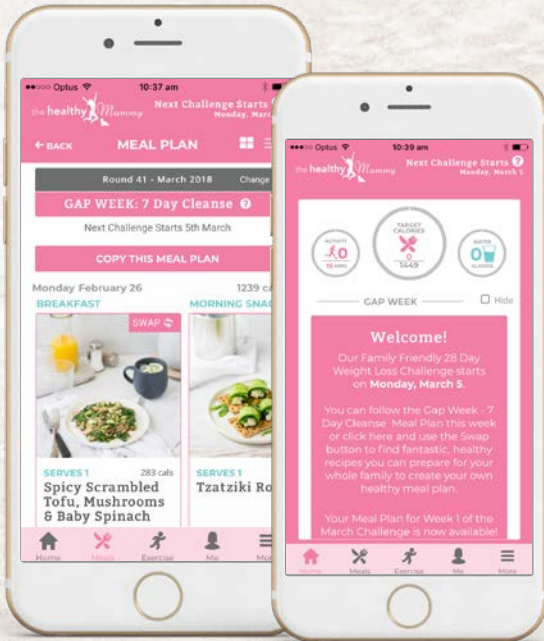 Optus 10:37 am
the healthy Mummy
Next Challenge Starts
Monday, Marc
BACK MEAL PLAN
Round 41 - March 2018 Change
GAP WEEK: 7 Day Cleanse ?
Next Challenge Starts 5th March
COPY THIS MEAL PLAN
Monday February 26 1239 c
BREAKFAST MORNING SNA
SWAP
SERVES 1 283 cals
Spicy Scrambled
Tofu, Mushrooms
& Baby Spinach
SERVES 1
Tzatziki Ro
Home Meals Exercise Me Mor
Optus 10:39 am
the healthy Mummy
Next Challenge Starts ?
Monday, March 5
ACTIVITY
0
10 MINS
TARGET
CALORIES
1449
WATER
0
GLASSES
GAP WEEK Hide
Welcome!
Our Family Friendly 28 Day
Weight Loss Challenge starts
on Monday, March 5.
You can follow the Gap Week - 7
Day Cleanse Meal Plan this week
or click here and use the Swap
button to find fantastic, healthy
recipes you can prepare for your
whole family to create your own
healthy meal plan.
Your Meal Plan for Week 1 of the
March Challenge is now available!
Home Meals Exercise Me More